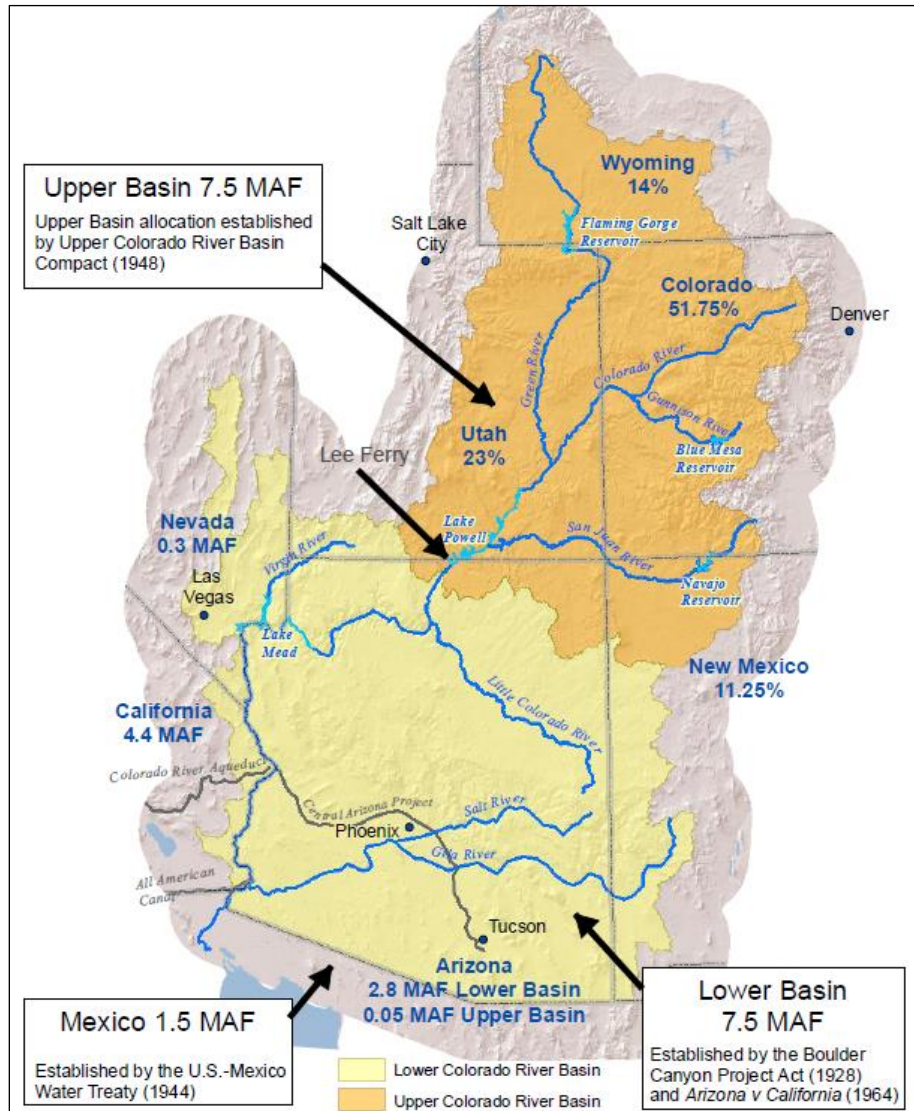 Upper Basin 7.5 MAF
Upper Basin allocation established
by Upper Colorado River Basin
Compact (1948)
Wyoming
14%
Flaming Gorge
Reservoir
Salt Lake
City
Colorado
51.75%
Denver
Green River
Colorado River
Gunnison River
Blue Mesa
Reservoir
Utah
23%
Lee Ferry
Lake
Powell
San Juan River
Navajo
Reservoir
Nevada
0.3 MAF
Virgin River
Las
Vegas
Lake
Mead
New Mexico
11.25%
Little Colorado River
California
4.4 MAF
Colorado River Aqueduct
Central Arizona Project
Salt River
Phoenix
Gila River
All American
Canal
Tucson
Arizona
2.8 MAF Lower Basin
0.05 MAF Upper Basin
Mexico 1.5 MAF
Established by the U.S.-Mexico
Water Treaty (1944)
Lower Basin
7.5 MAF
Established by the Boulder
Canyon Project Act (1928)
and Arizona v California (1964)
Lower Colorado River Basin
Upper Colorado River Basin